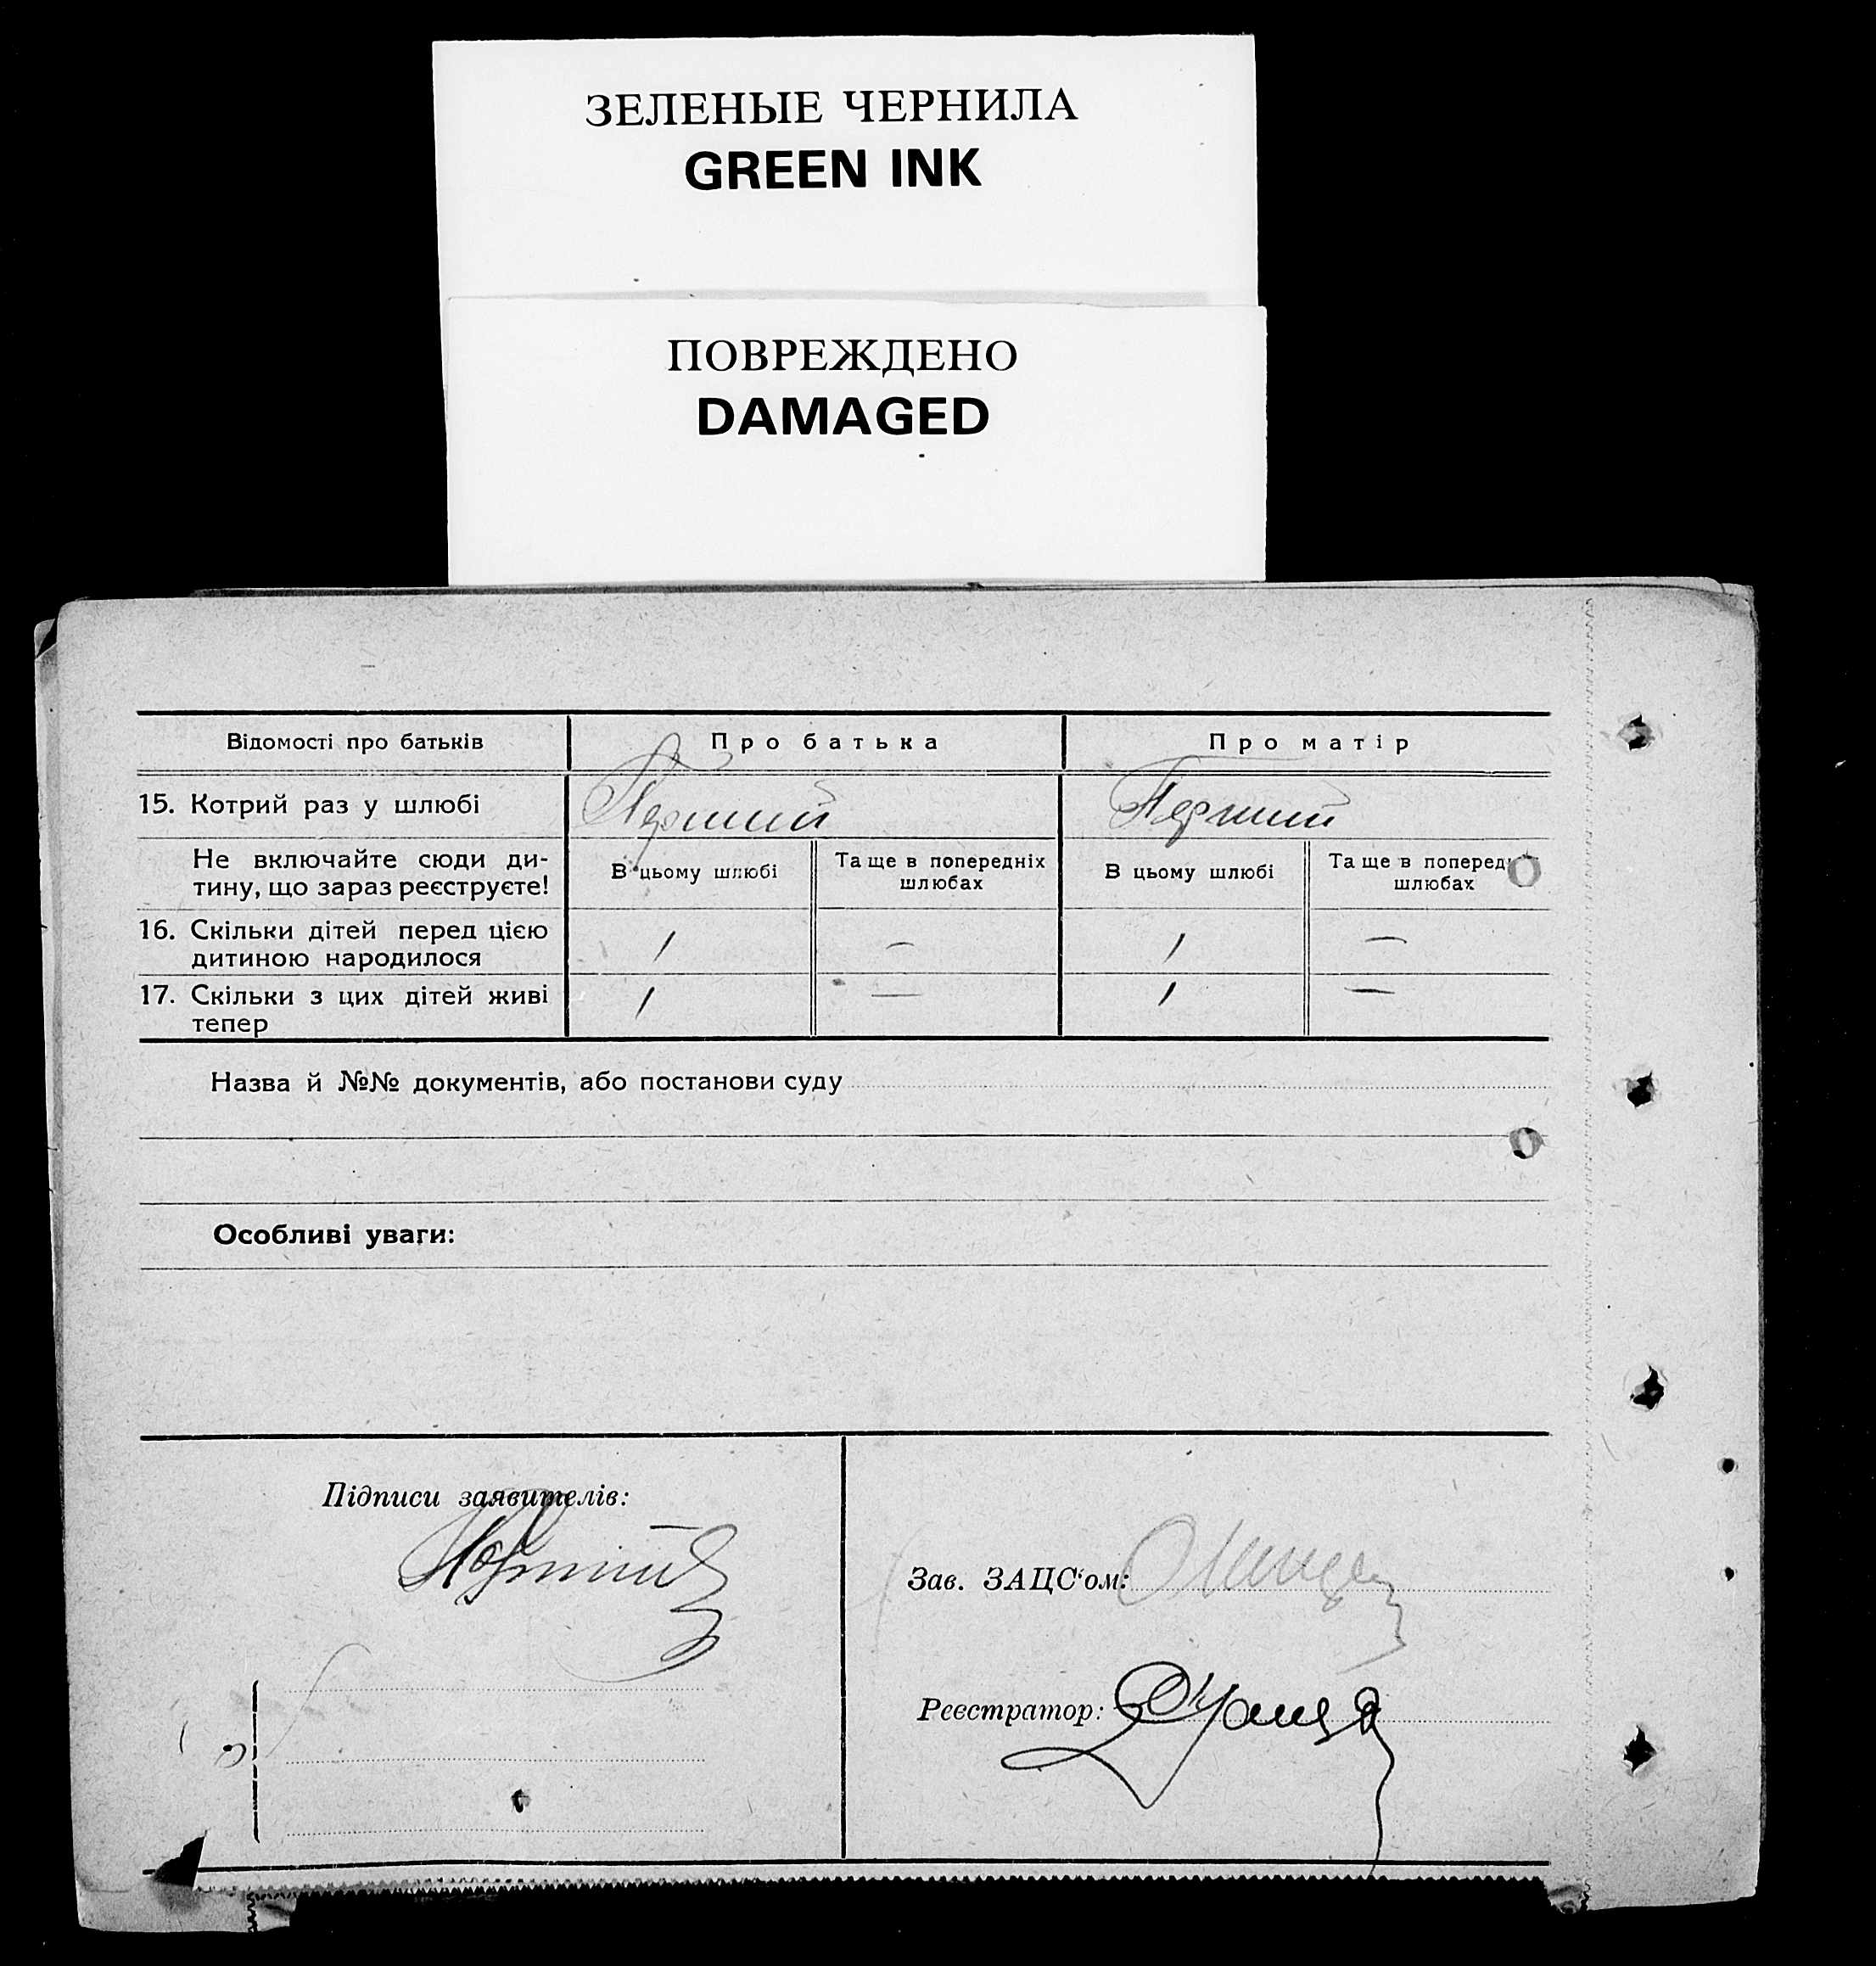 ЗЕЛЕНЫЕ ЧЕРНИЛА
GREEN INK
ПОВРЕЖДЕНО
DAMAGED
Відомості про батьків Про батька Про матір
15. Котрий раз у шлюбі Перший Перший
Не включайте сюди ди-
тину, що зараз реєструєте!
В цьому шлюбі
Та ще в попередніх
шлюбах
В цьому шлюбі
Та ще в поперед
шлюбах
16. Скільки дітей перед цією
дитиною народилося
1 — 1 —
17. Скільки з цих дітей живі
тепер
1 — 1 —
Назва й №№ документів, або постанови суду
Особливі уваги:
Підписи заявителів:
Зав. ЗАЦС'ом:
Реєстратор: